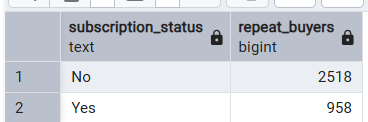 subscription_status repeat_buyers
text bigint
1 No 2518
2 Yes 958